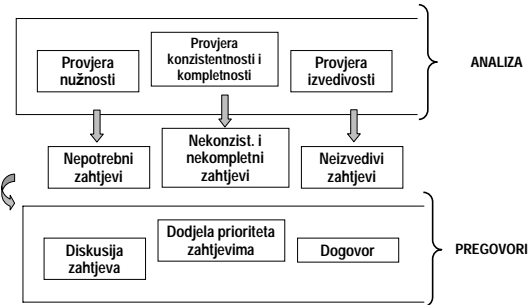 Provjera
nužnosti
Provjera
konzistentnosti i
kompletnosti
Provjera
izvedivosti
ANALIZA
Nepotrebni
zahtjevi
Nekonzist. i
nekompletni
zahtjevi
Neizvedivi
zahtjevi
Diskusija
zahtjeva
Dodjela prioriteta
zahtjevima
Dogovor
PREGOVORI